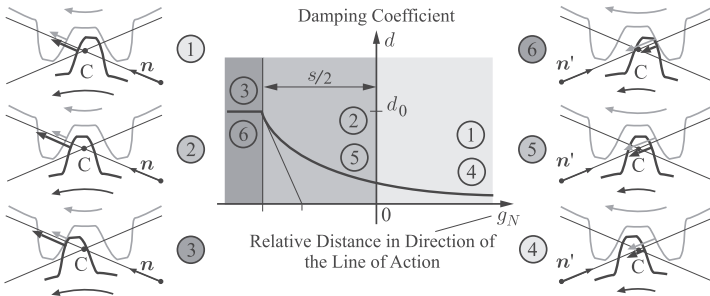 Damping Coefficient
C
n
1
C
n
2
C
n
3
d
s/2
d0
3
6
2
5
1
4
0
gN
Relative Distance in Direction of
the Line of Action
6
n'
C
5
n'
C
4
n'
C